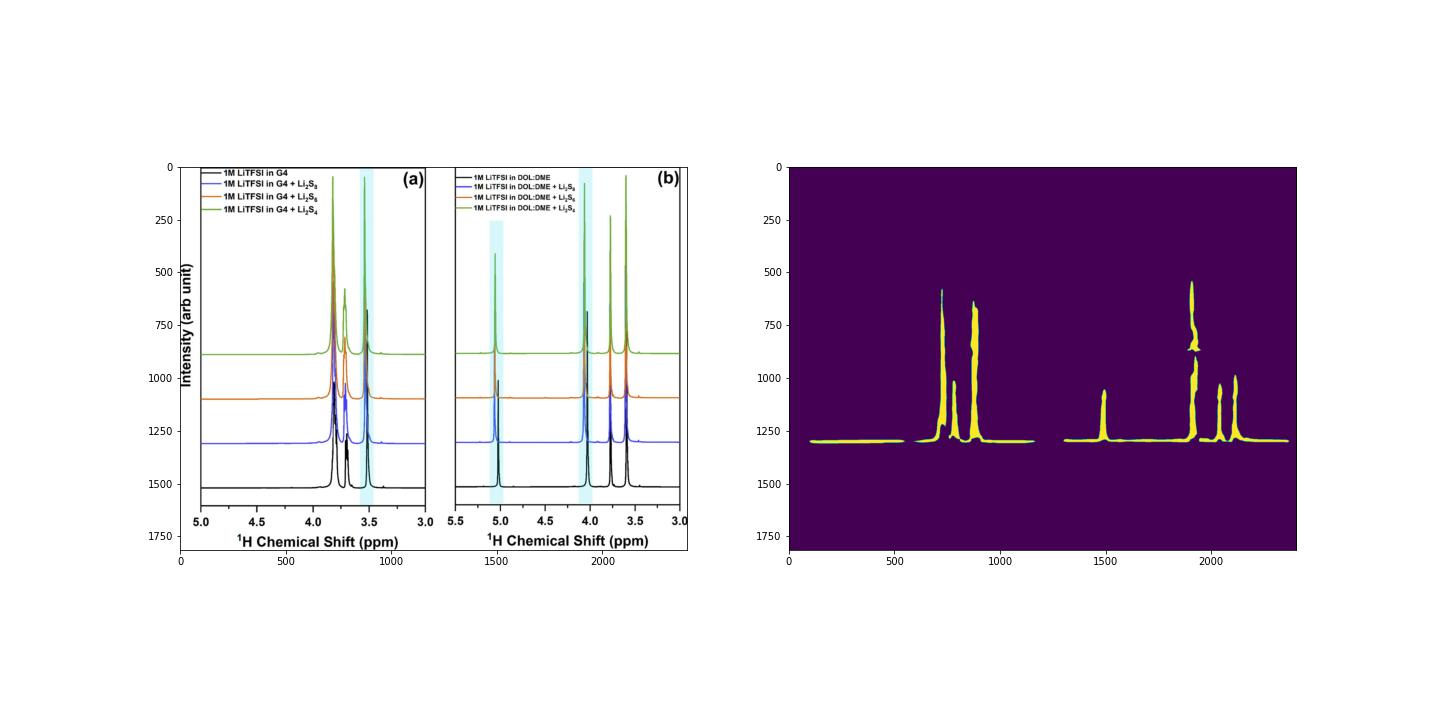 0
250
500
750
1000
1250
1500
1750
0
500
1000
1500
2000
Intensity (arb unit)
1M LiTFSI in G4
1M LiTFSI in G4 + Li₂S₈
1M LiTFSI in G4 + Li₂S₆
1M LiTFSI in G4 + Li₂S₄
(a)
5.0
4.5
4.0
3.5
3.0
¹H Chemical Shift (ppm)
1M LiTFSI in DOL:DME
1M LiTFSI in DOL:DME + Li₂S₈
1M LiTFSI in DOL:DME + Li₂S₆
1M LiTFSI in DOL:DME + Li₂S₄
(b)
5.5
5.0
4.5
4.0
3.5
3.0
¹H Chemical Shift (ppm)
0
250
500
750
1000
1250
1500
1750
0
500
1000
1500
2000